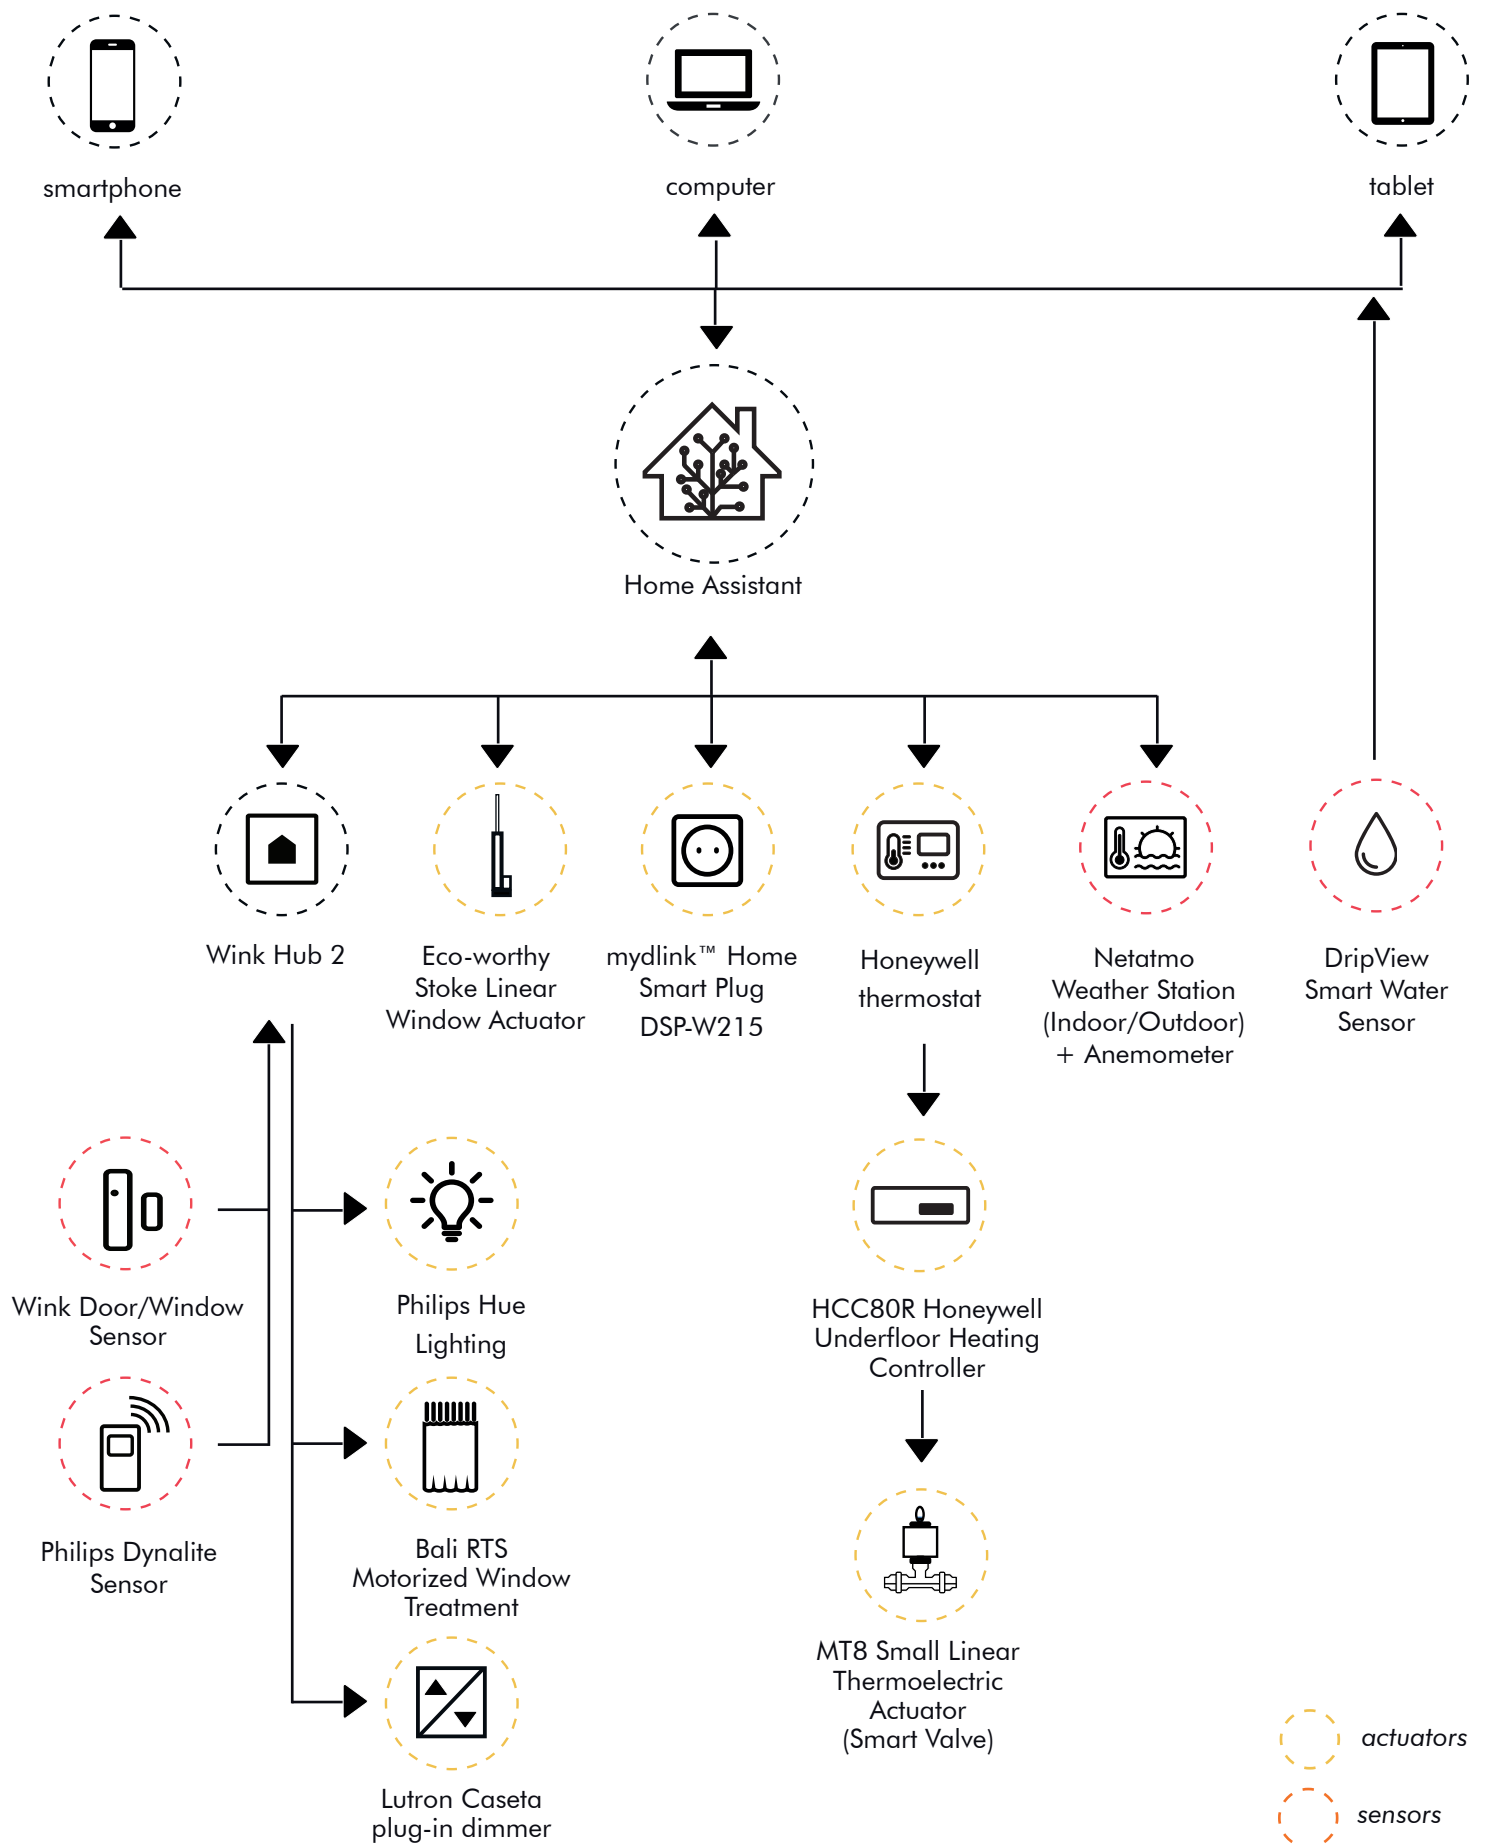 smartphone
computer
tablet
Home Assistant
Wink Hub 2
Eco-worthy
Stoke Linear
Window Actuator
mydlink™ Home
Smart Plug
DSP-W215
Honeywell
thermostat
Netatmo
Weather Station
(Indoor/Outdoor)
+ Anemometer
DripView
Smart Water
Sensor
Wink Door/Window
Sensor
Philips Hue
Lighting
HCC80R Honeywell
Underfloor Heating
Controller
Philips Dynalite
Sensor
Bali RTS
Motorized Window
Treatment
MT8 Small Linear
Thermoelectric
Actuator
(Smart Valve)
Lutron Caseta
plug-in dimmer
actuators
sensors